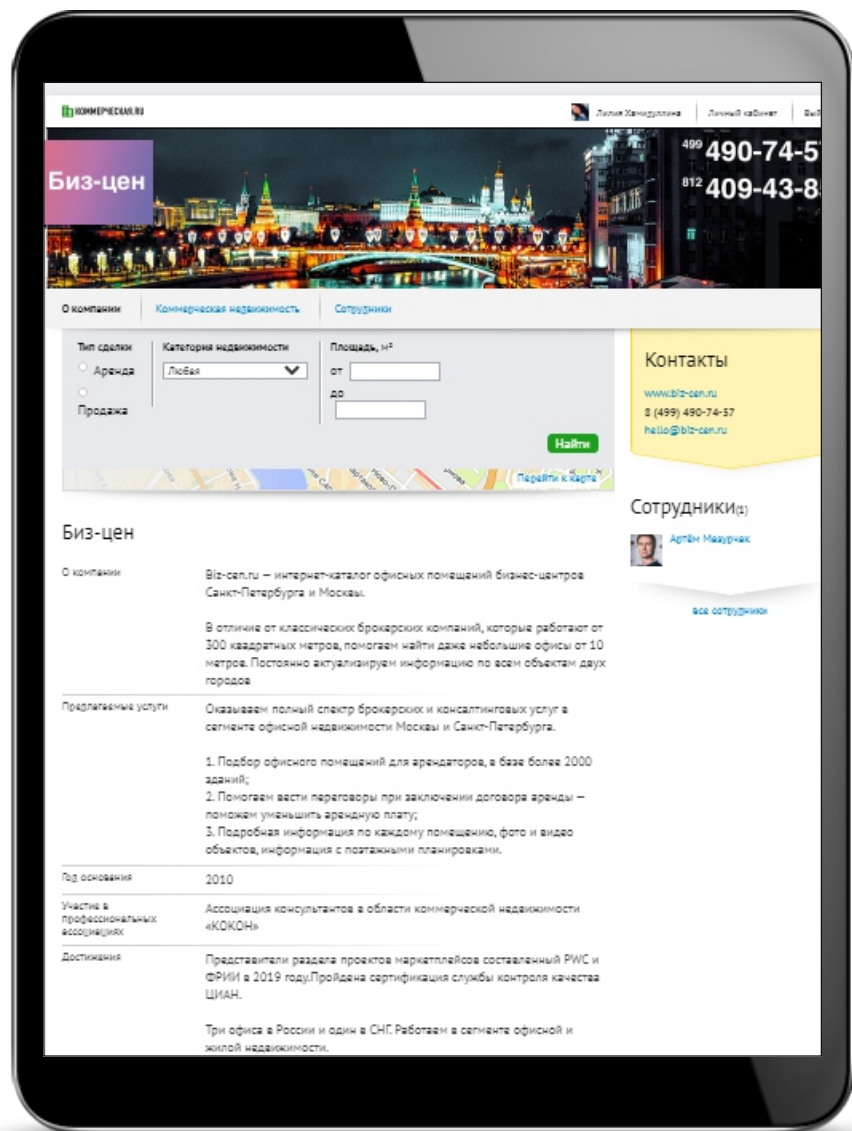 КОММЕРЧЕСКАЯ.RU
Лилия Хамидуллина
Личный кабинет
Биз-цен
499 490-74-5
812 409-43-8
О компании
Коммерческая недвижимость
Сотрудники
Тип сделки
Категория недвижимости
Площадь, м²
Аренда
Любая
от
до
Продажа
Найти
Перейти к карте
Контакты
www.biz-cen.ru
8 (499) 490-74-57
hello@biz-cen.ru
Сотрудники(1)
Артём Мазурчак
все сотрудники
Биз-цен
О компании
Biz-cen.ru — интернет-каталог офисных помещений бизнес-центров
Санкт-Петербурга и Москвы.
В отличие от классических брокерских компаний, которые работают от
300 квадратных метров, помогаем найти даже небольшие офисы от 10
метров. Постоянно актуализируем информацию по всем объектам двух
городов
Предлагаемые услуги
Оказываем полный спектр брокерских и консалтинговых услуг в
сегменте офисной недвижимости Москвы и Санкт-Петербурга.
1. Подбор офисного помещений для арендаторов, в базе более 2000
зданий;
2. Помогаем вести переговоры при заключении договора аренды —
поможем уменьшить арендную плату;
3. Подробная информация по каждому помещению, фото и видео
объектов, информация с поэтажными планировками.
Год основания
2010
Участие в
профессиональных
ассоциациях
Ассоциация консультантов в области коммерческой недвижимости
«КОКОН»
Достижения
Представители раздела проектов маркетплейсов составленный PWC и
ФРИИ в 2019 году.Пройдена сертификация службы контроля качества
ЦИАН.
Три офиса в России и один в СНГ. Работаем в сегменте офисной и
жилой недвижимости.